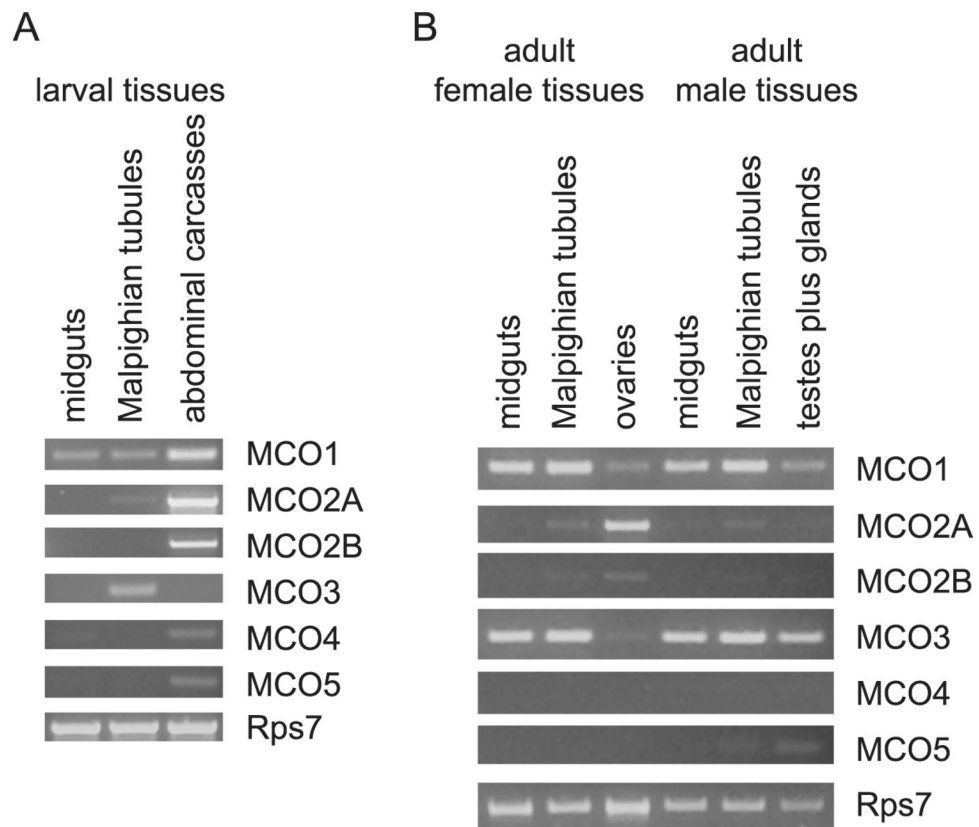 A
larval tissues
midguts
Malpighian tubules
abdominal carcasses
MCO1
MCO2A
MCO2B
MCO3
MCO4
MCO5
Rps7
B
adult
female tissues
adult
male tissues
midguts
Malpighian tubules
ovaries
midguts
Malpighian tubules
testes plus glands
MCO1
MCO2A
MCO2B
MCO3
MCO4
MCO5
Rps7